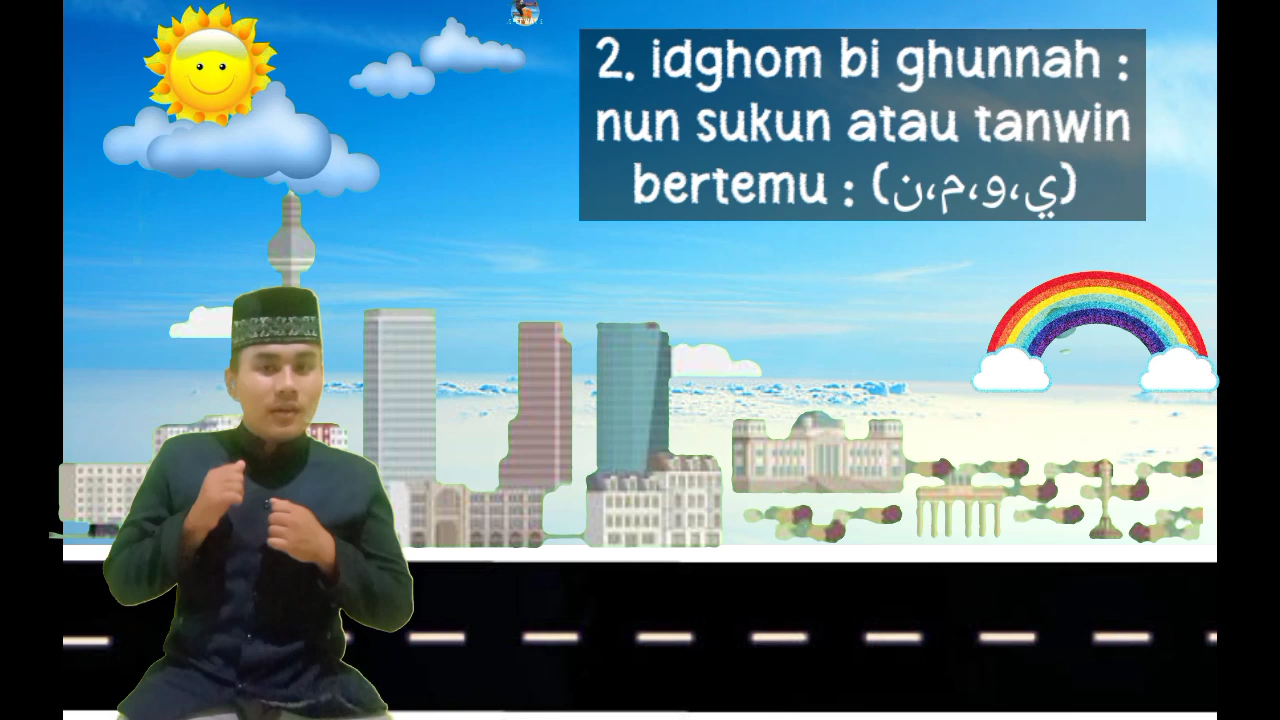 2. idghom bi ghunnah :
nun sukun atau tanwin
bertemu : (ي،و،م،ن)